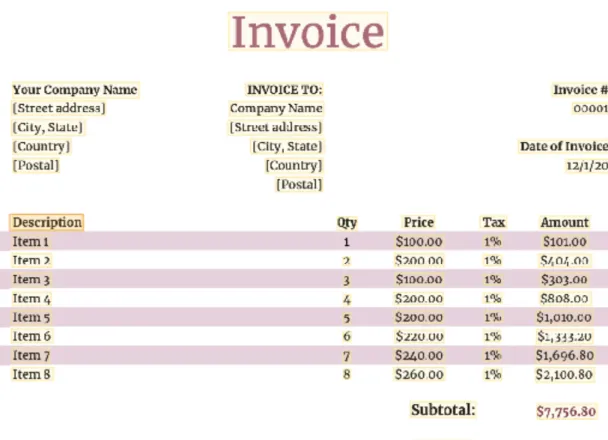 Invoice
Your Company Name INVOICE TO: Invoice #
[Street address] Company Name 00001
[City, State] [Street address]
[Country] [City, State] Date of Invoice
[Postal] [Country] 12/1/20
[Postal]
Description Qty Price Tax Amount
Item 1 1 $100.00 1% $101.00
Item 2 2 $200.00 1% $404.00
Item 3 3 $100.00 1% $303.00
Item 4 4 $200.00 1% $808.00
Item 5 5 $200.00 1% $1,010.00
Item 6 6 $220.00 1% $1,333.20
Item 7 7 $240.00 1% $1,696.80
Item 8 8 $260.00 1% $2,100.80
Subtotal: $7,756.80